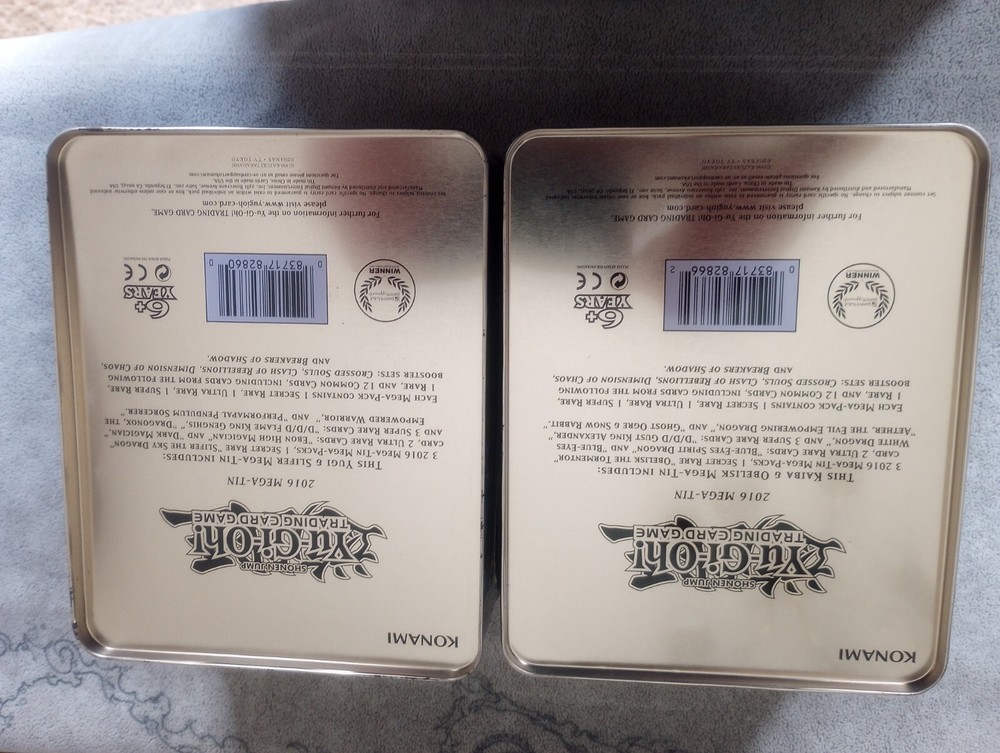 KONAMI
SHONEN JUMP
Yu-Gi-Oh!
TRADING CARD GAME
2016 MEGA-TIN
THIS KAIBA & OBELISK MEGA-TIN INCLUDES:
3 2016 MEGA-TIN MEGA-PACKS, 1 SECRET RARE "OBELISK THE TORMENTOR"
CARD, 2 ULTRA RARE CARDS: "BLUE-EYES SPIRIT DRAGON" AND "BLUE-EYES
WHITE DRAGON", AND 3 SUPER RARE CARDS: "D/D/D GUST KING ALEXANDER,"
"AETHER, THE EVIL EMPOWERING DRAGON," AND "GHOST OGRE & SNOW RABBIT."
EACH MEGA-PACK CONTAINS 1 SECRET RARE, 1 ULTRA RARE, 1 SUPER RARE,
1 RARE, AND 12 COMMON CARDS, INCLUDING CARDS FROM THE FOLLOWING
BOOSTER SETS: CROSSED SOULS, CLASH OF REBELLIONS, DIMENSION OF CHAOS,
AND BREAKERS OF SHADOW.
WINNER
0 83717 82866 2
6+
YEARS
CE
For further information on the Yu-Gi-Oh! TRADING CARD GAME,
please visit www.yugioh-card.com
KONAMI
SHONEN JUMP
Yu-Gi-Oh!
TRADING CARD GAME
2016 MEGA-TIN
THIS YUGI & SLIFER MEGA-TIN INCLUDES:
3 2016 MEGA-TIN MEGA-PACKS, 1 SECRET RARE "SLIFER THE SKY DRAGON"
CARD, 2 ULTRA RARE CARDS: "EBON HIGH MAGICIAN" AND "DARK MAGICIAN,"
AND 3 SUPER RARE CARDS: "D/D/D FLAME KING GENGHIS," "DRAGONOX, THE
EMPOWERED WARRIOR," AND "PERFORMAPAL PENDULUM SORCERER."
EACH MEGA-PACK CONTAINS 1 SECRET RARE, 1 ULTRA RARE, 1 SUPER RARE,
1 RARE, AND 12 COMMON CARDS, INCLUDING CARDS FROM THE FOLLOWING
BOOSTER SETS: CROSSED SOULS, CLASH OF REBELLIONS, DIMENSION OF CHAOS,
AND BREAKERS OF SHADOW.
WINNER
0 83717 82860 0
6+
YEARS
CE
For further information on the Yu-Gi-Oh! TRADING CARD GAME,
please visit www.yugioh-card.com